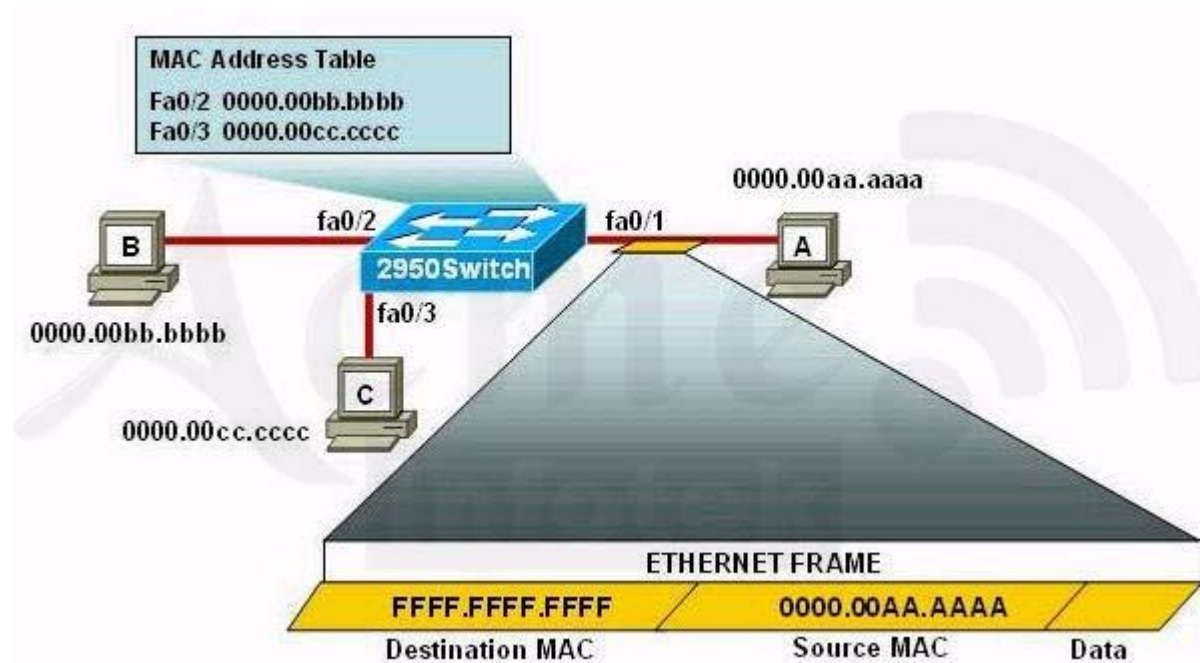 MAC Address Table
Fa0/2 0000.00bb.bbbb
Fa0/3 0000.00cc.cccc
0000.00aa.aaaa
fa0/2
fa0/1
B
A
2950Switch
fa0/3
0000.00bb.bbbb
C
0000.00cc.cccc
Acme
Infotek
ETHERNET FRAME
FFFF.FFFF.FFFF 0000.00AA.AAAA
Destination MAC Source MAC Data